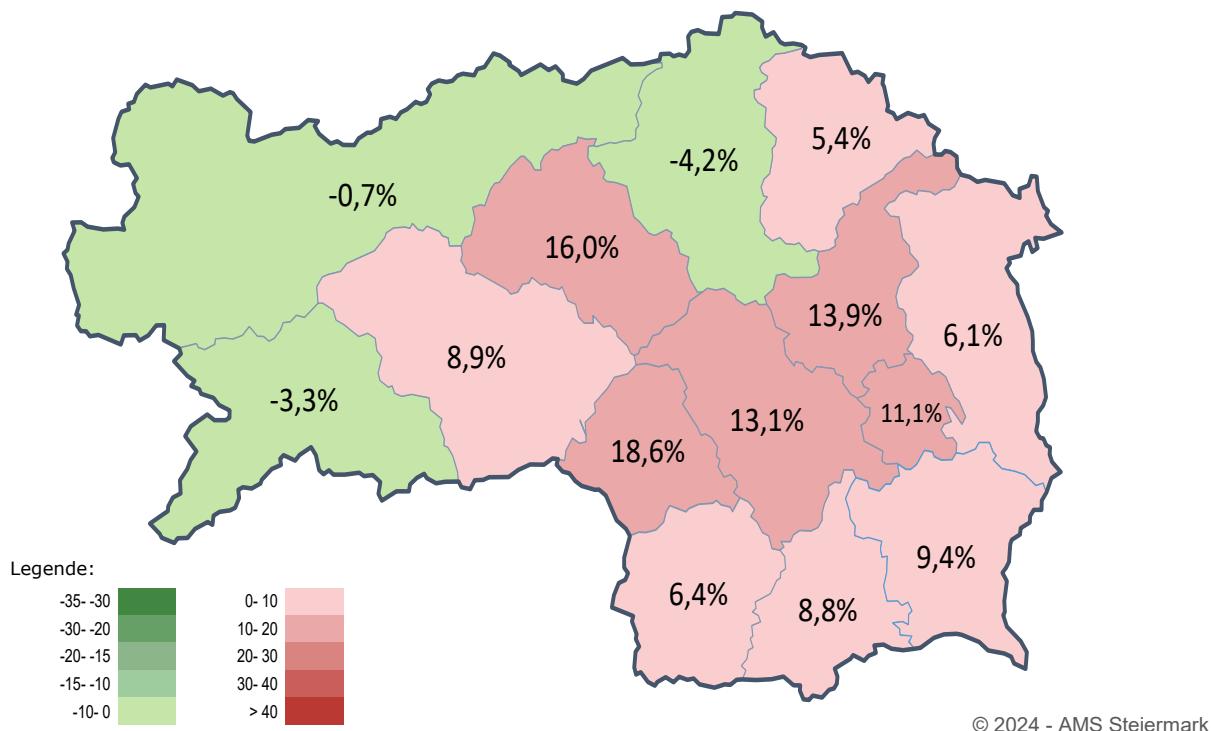 5,4%
-4,2%
-0,7%
16,0%
13,9%
6,1%
8,9%
-3,3%
11,1%
13,1%
18,6%
9,4%
6,4%
8,8%
Legende:
-35- -30 0- 10
-30- -20 10- 20
-20- -15 20- 30
-15- -10 30- 40
-10- 0 > 40
© 2024 - AMS Steiermark